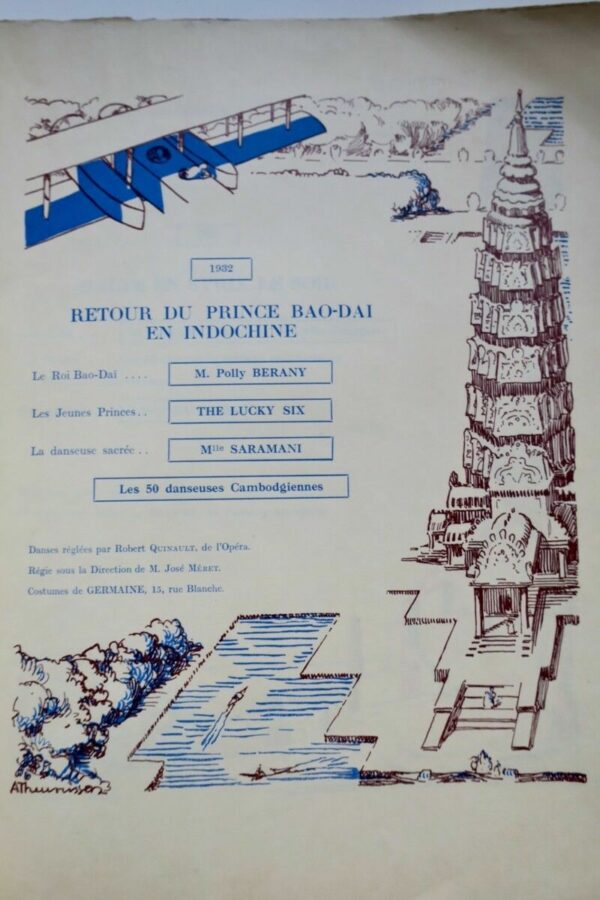 1932
RETOUR DU PRINCE BAO-DAI
EN INDOCHINE
Le Roi Bao-Daï .... M. Polly BERANY
Les Jeunes Princes.. THE LUCKY SIX
La danseuse sacrée .. Mlle SARAMANI
Les 50 danseuses Cambodgiennes
Danses réglées par Robert QUINAULT, de l'Opéra.
Régie sous la Direction de M. José MÉRET.
Costumes de GERMAINE, 15, rue Blanche.